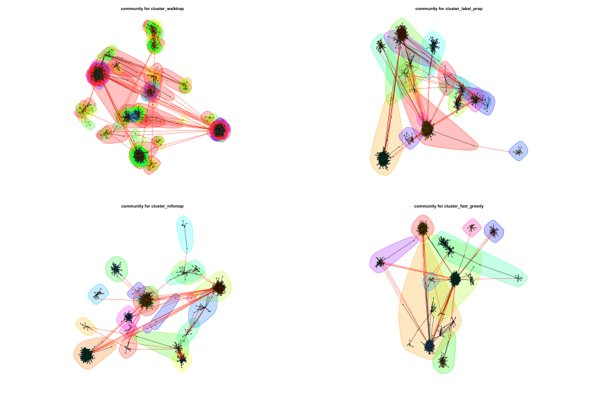 community for cluster_walktrap
community for cluster_label_prop
community for cluster_infomap
community for cluster_fast_greedy